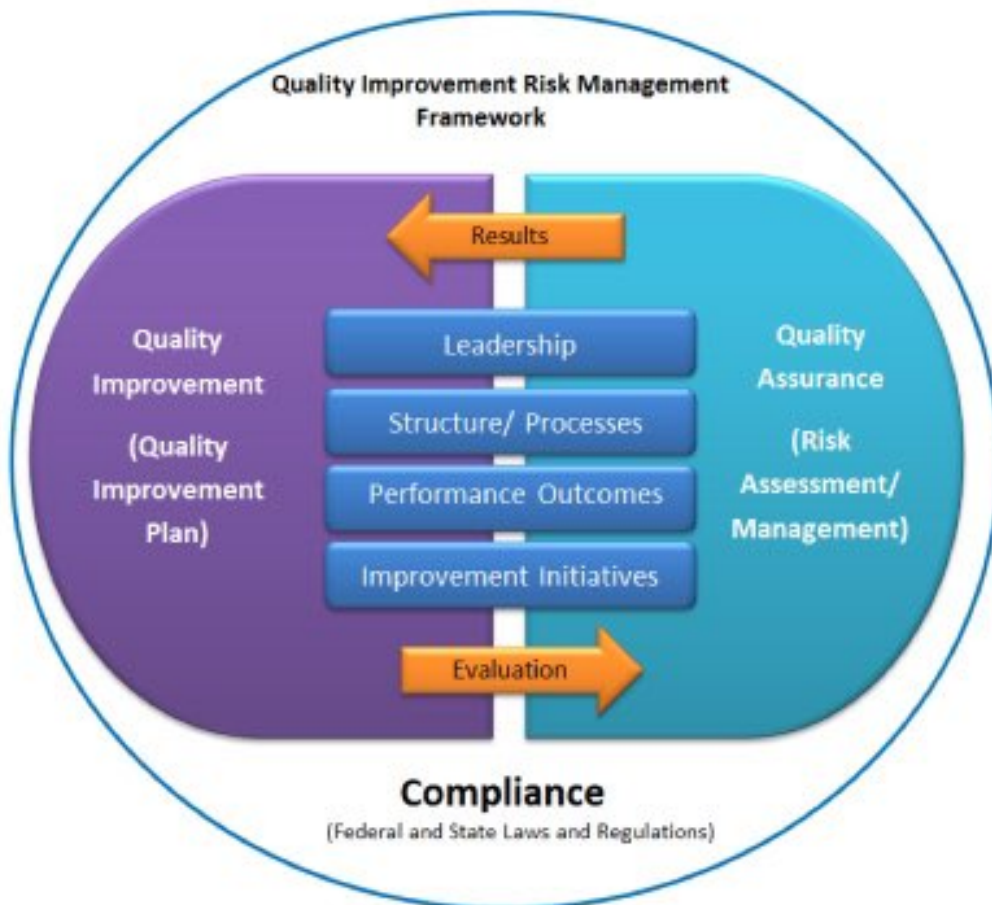 Quality Improvement Risk Management
Framework
Results
Quality
Improvement
(Quality
Improvement
Plan)
Leadership
Structure/ Processes
Performance Outcomes
Improvement Initiatives
Quality
Assurance
(Risk
Assessment/
Management)
Evaluation
Compliance
(Federal and State Laws and Regulations)